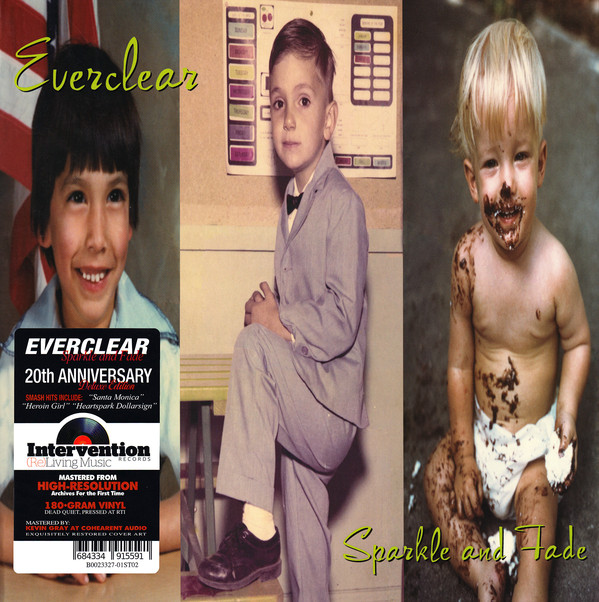 Everclear
EVERCLEAR
Sparkle and Fade
20th ANNIVERSARY
Deluxe Edition
SMASH HITS INCLUDE: "Santa Monica"
"Heroin Girl" "Heartspark Dollarsign"
Intervention
RECORDS
(Re)Living Music
MASTERED FROM
HIGH-RESOLUTION
Archives For the First Time
180-GRAM VINYL
DEAD QUIET, PRESSED AT RTI
MASTERED BY:
KEVIN GRAY AT COHEARENT AUDIO
EXQUISITELY RESTORED COVER ART
6 84334 915591
B0023327-01ST02
Sparkle and Fade